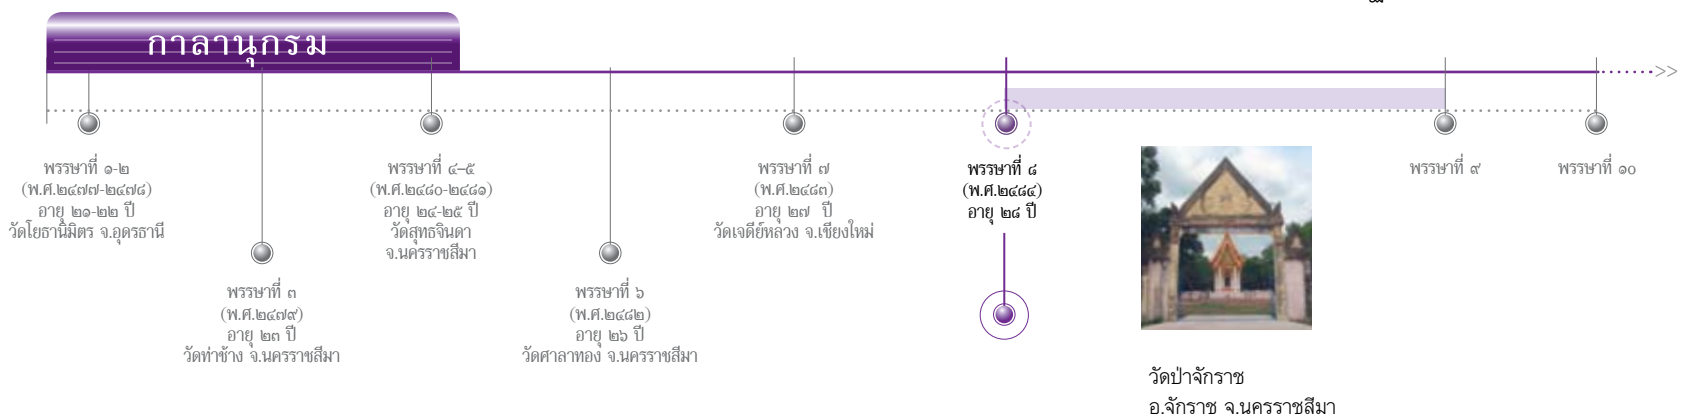 กาลานุกรม
พรรษาที่ ๑-๒
(พ.ศ.๒๔๗๗-๒๔๗๘)
อายุ ๒๑-๒๒ ปี
วัดโยธานิมิตร จ.อุดรธานี
พรรษาที่ ๓
(พ.ศ.๒๔๗๙)
อายุ ๒๓ ปี
วัดท่าช้าง จ.นครราชสีมา
พรรษาที่ ๔–๕
(พ.ศ.๒๔๘๐-๒๔๘๑)
อายุ ๒๔-๒๕ ปี
วัดสุทธจินดา
จ.นครราชสีมา
พรรษาที่ ๖
(พ.ศ.๒๔๘๒)
อายุ ๒๖ ปี
วัดศาลาทอง จ.นครราชสีมา
พรรษาที่ ๗
(พ.ศ.๒๔๘๓)
อายุ ๒๗ ปี
วัดเจดีย์หลวง จ.เชียงใหม่
พรรษาที่ ๘
(พ.ศ.๒๔๘๔)
อายุ ๒๘ ปี
วัดป่าจักราช
อ.จักราช จ.นครราชสีมา
พรรษาที่ ๙
พรรษาที่ ๑๐